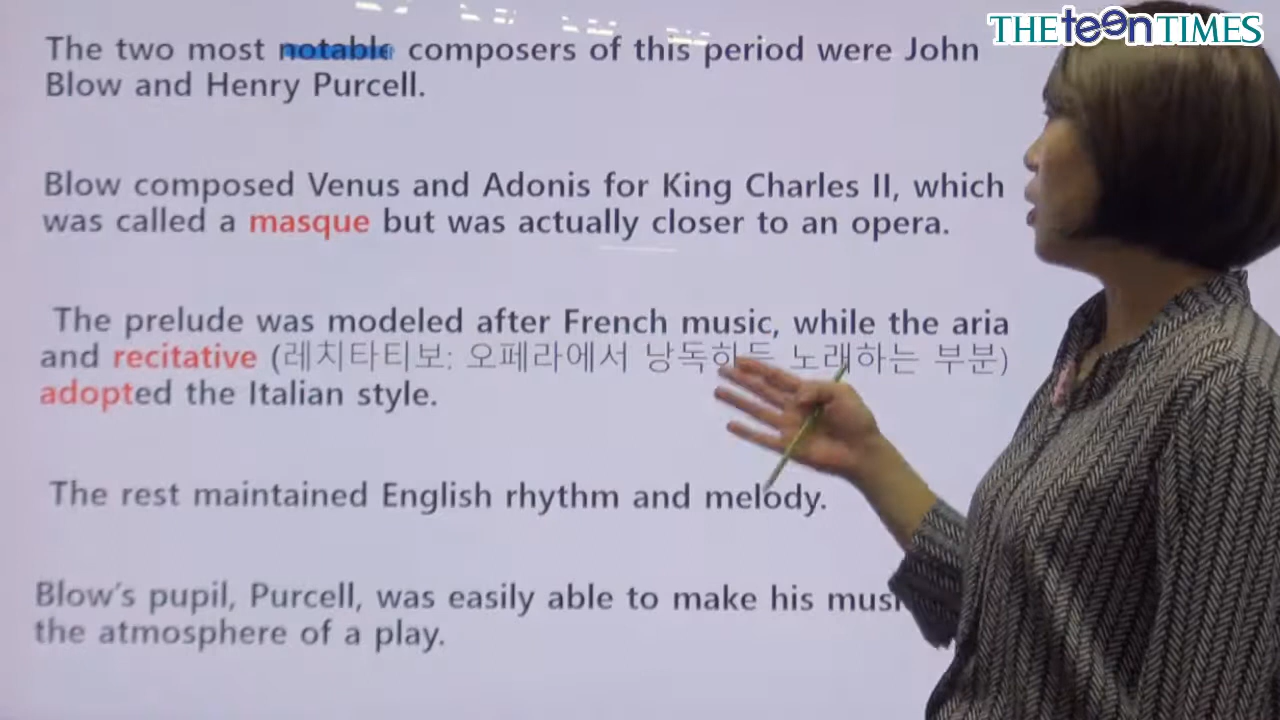 THE teen TIMES
The two most notable composers of this period were John
Blow and Henry Purcell.
Blow composed Venus and Adonis for King Charles II, which
was called a masque but was actually closer to an opera.
The prelude was modeled after French music, while the aria
and recitative (레치타티보: 오페라에서 낭독하듯 노래하는 부분)
adopted the Italian style.
The rest maintained English rhythm and melody.
Blow's pupil, Purcell, was easily able to make his
the atmosphere of a play.